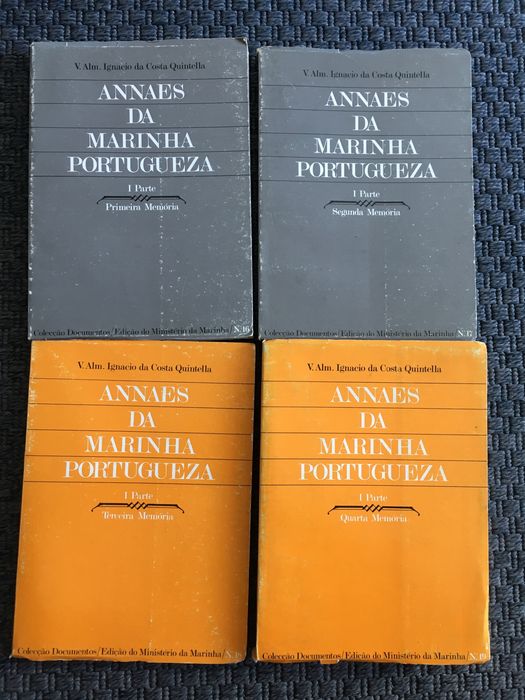 V. Alm. Ignacio da Costa Quintella
ANNAES
DA
MARINHA
PORTUGUEZA
I Parte
Primeira Memória
Colecção Documentos/Edição do Ministério da Marinha/N.16
V. Alm. Ignacio da Costa Quintella
ANNAES
DA
MARINHA
PORTUGUEZA
I Parte
Segunda Memória
Colecção Documentos/Edição do Ministério da Marinha/N.17
V. Alm. Ignacio da Costa Quintella
ANNAES
DA
MARINHA
PORTUGUEZA
I Parte
Terceira Memória
Colecção Documentos/Edição do Ministério da Marinha/
V. Alm. Ignacio da Costa Quintella
ANNAES
DA
MARINHA
PORTUGUEZA
I Parte
Quarta Memória
Colecção Documentos/Edição do Ministério da Marinha/N.19